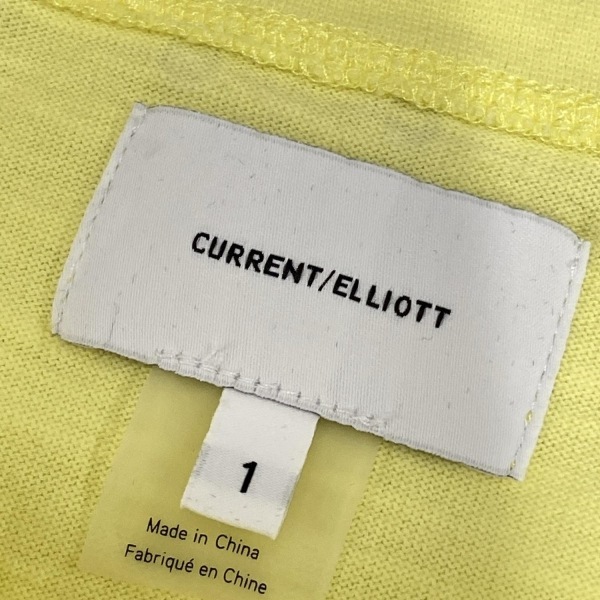 CURRENT/ELLIOTT
1
Made in China
Fabriqué en Chine